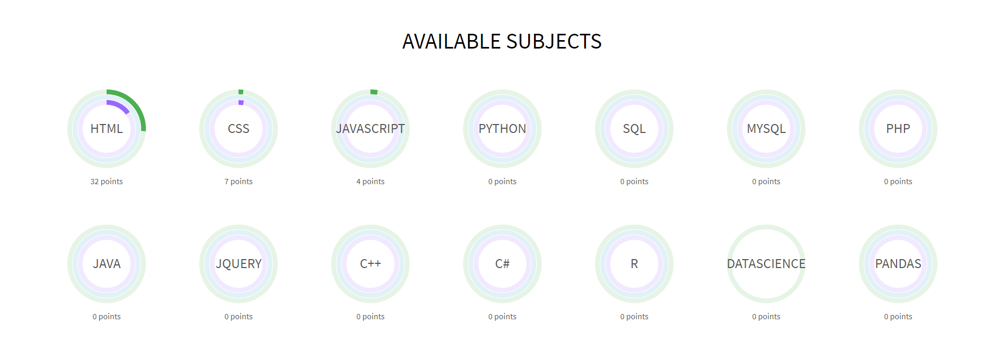 AVAILABLE SUBJECTS
HTML
CSS
JAVASCRIPT
PYTHON
SQL
MYSQL
PHP
32 points
7 points
4 points
0 points
0 points
0 points
0 points
JAVA
JQUERY
C++
C#
R
DATASCIENCE
PANDAS
0 points
0 points
0 points
0 points
0 points
0 points
0 points